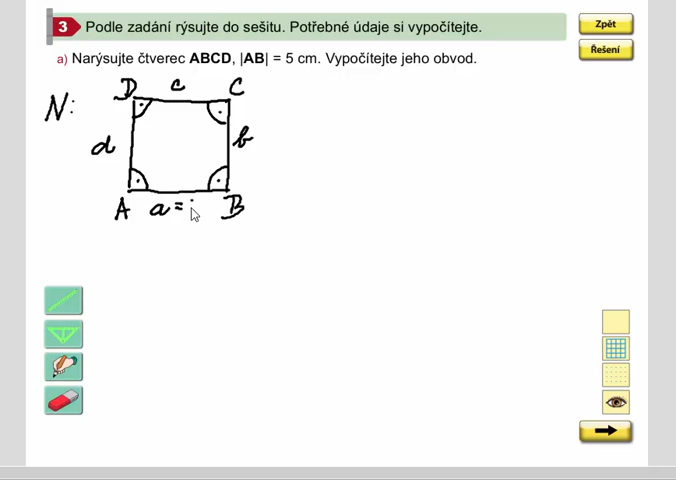 3 Podle zadání rýsujte do sešitu. Potřebné údaje si vypočítejte.
Zpět
Řešení
a) Narýsujte čtverec ABCD, |AB| = 5 cm. Vypočítejte jeho obvod.
N:
D c C
d b
A a = B